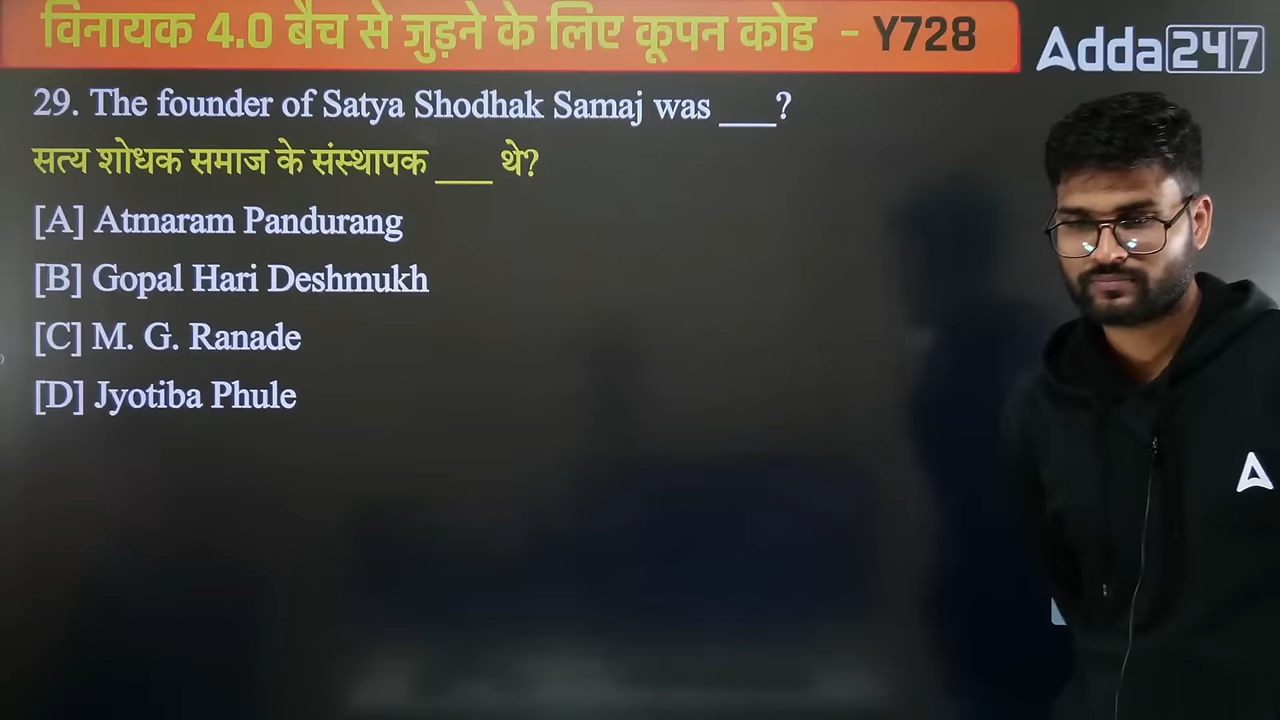 विनायक 4.0 बैच से जुड़ने के लिए कूपन कोड - Y728
Adda247
29. The founder of Satya Shodhak Samaj was ___?
सत्य शोधक समाज के संस्थापक ___ थे?
[A] Atmaram Pandurang
[B] Gopal Hari Deshmukh
[C] M. G. Ranade
[D] Jyotiba Phule